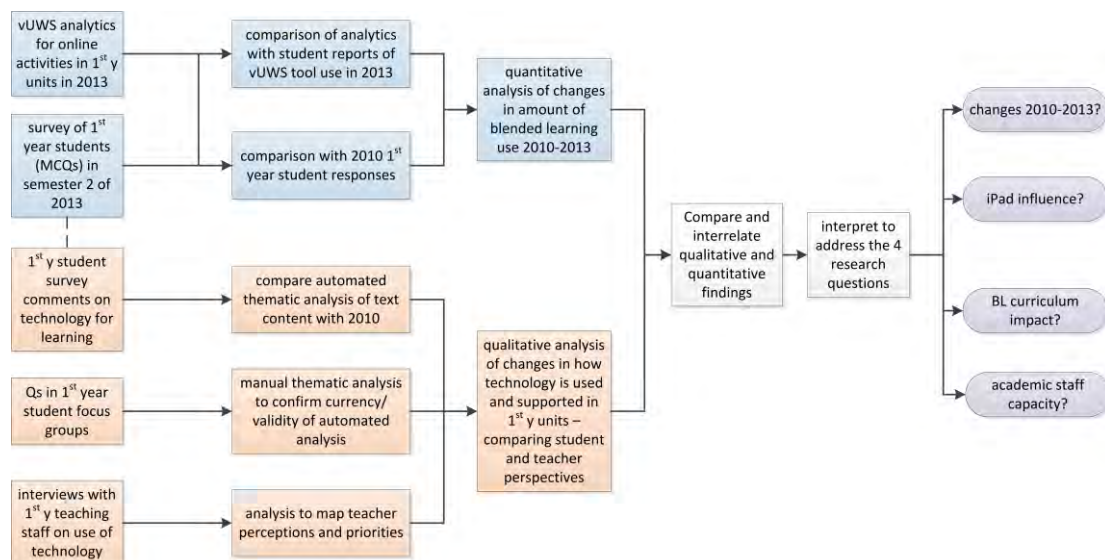 vUWS analytics
for online
activities in 1st y
units in 2013
survey of 1st
year students
(MCQs) in
semester 2 of
2013
1st y student
survey
comments on
technology for
learning
Qs in 1st year
student focus
groups
interviews with
1st y teaching
staff on use of
technology
comparison of analytics
with student reports of
vUWS tool use in 2013
comparison with 2010 1st
year student responses
compare automated
thematic analysis of text
content with 2010
manual thematic analysis
to confirm currency/
validity of automated
analysis
analysis to map teacher
perceptions and priorities
quantitative
analysis of changes
in amount of
blended learning
use 2010-2013
qualitative analysis
of changes in how
technology is used
and supported in
1st y units –
comparing student
and teacher
perspectives
Compare and
interrelate
qualitative and
quantitative
findings
interpret to
address the 4
research
questions
changes 2010-2013?
iPad influence?
BL curriculum
impact?
academic staff
capacity?